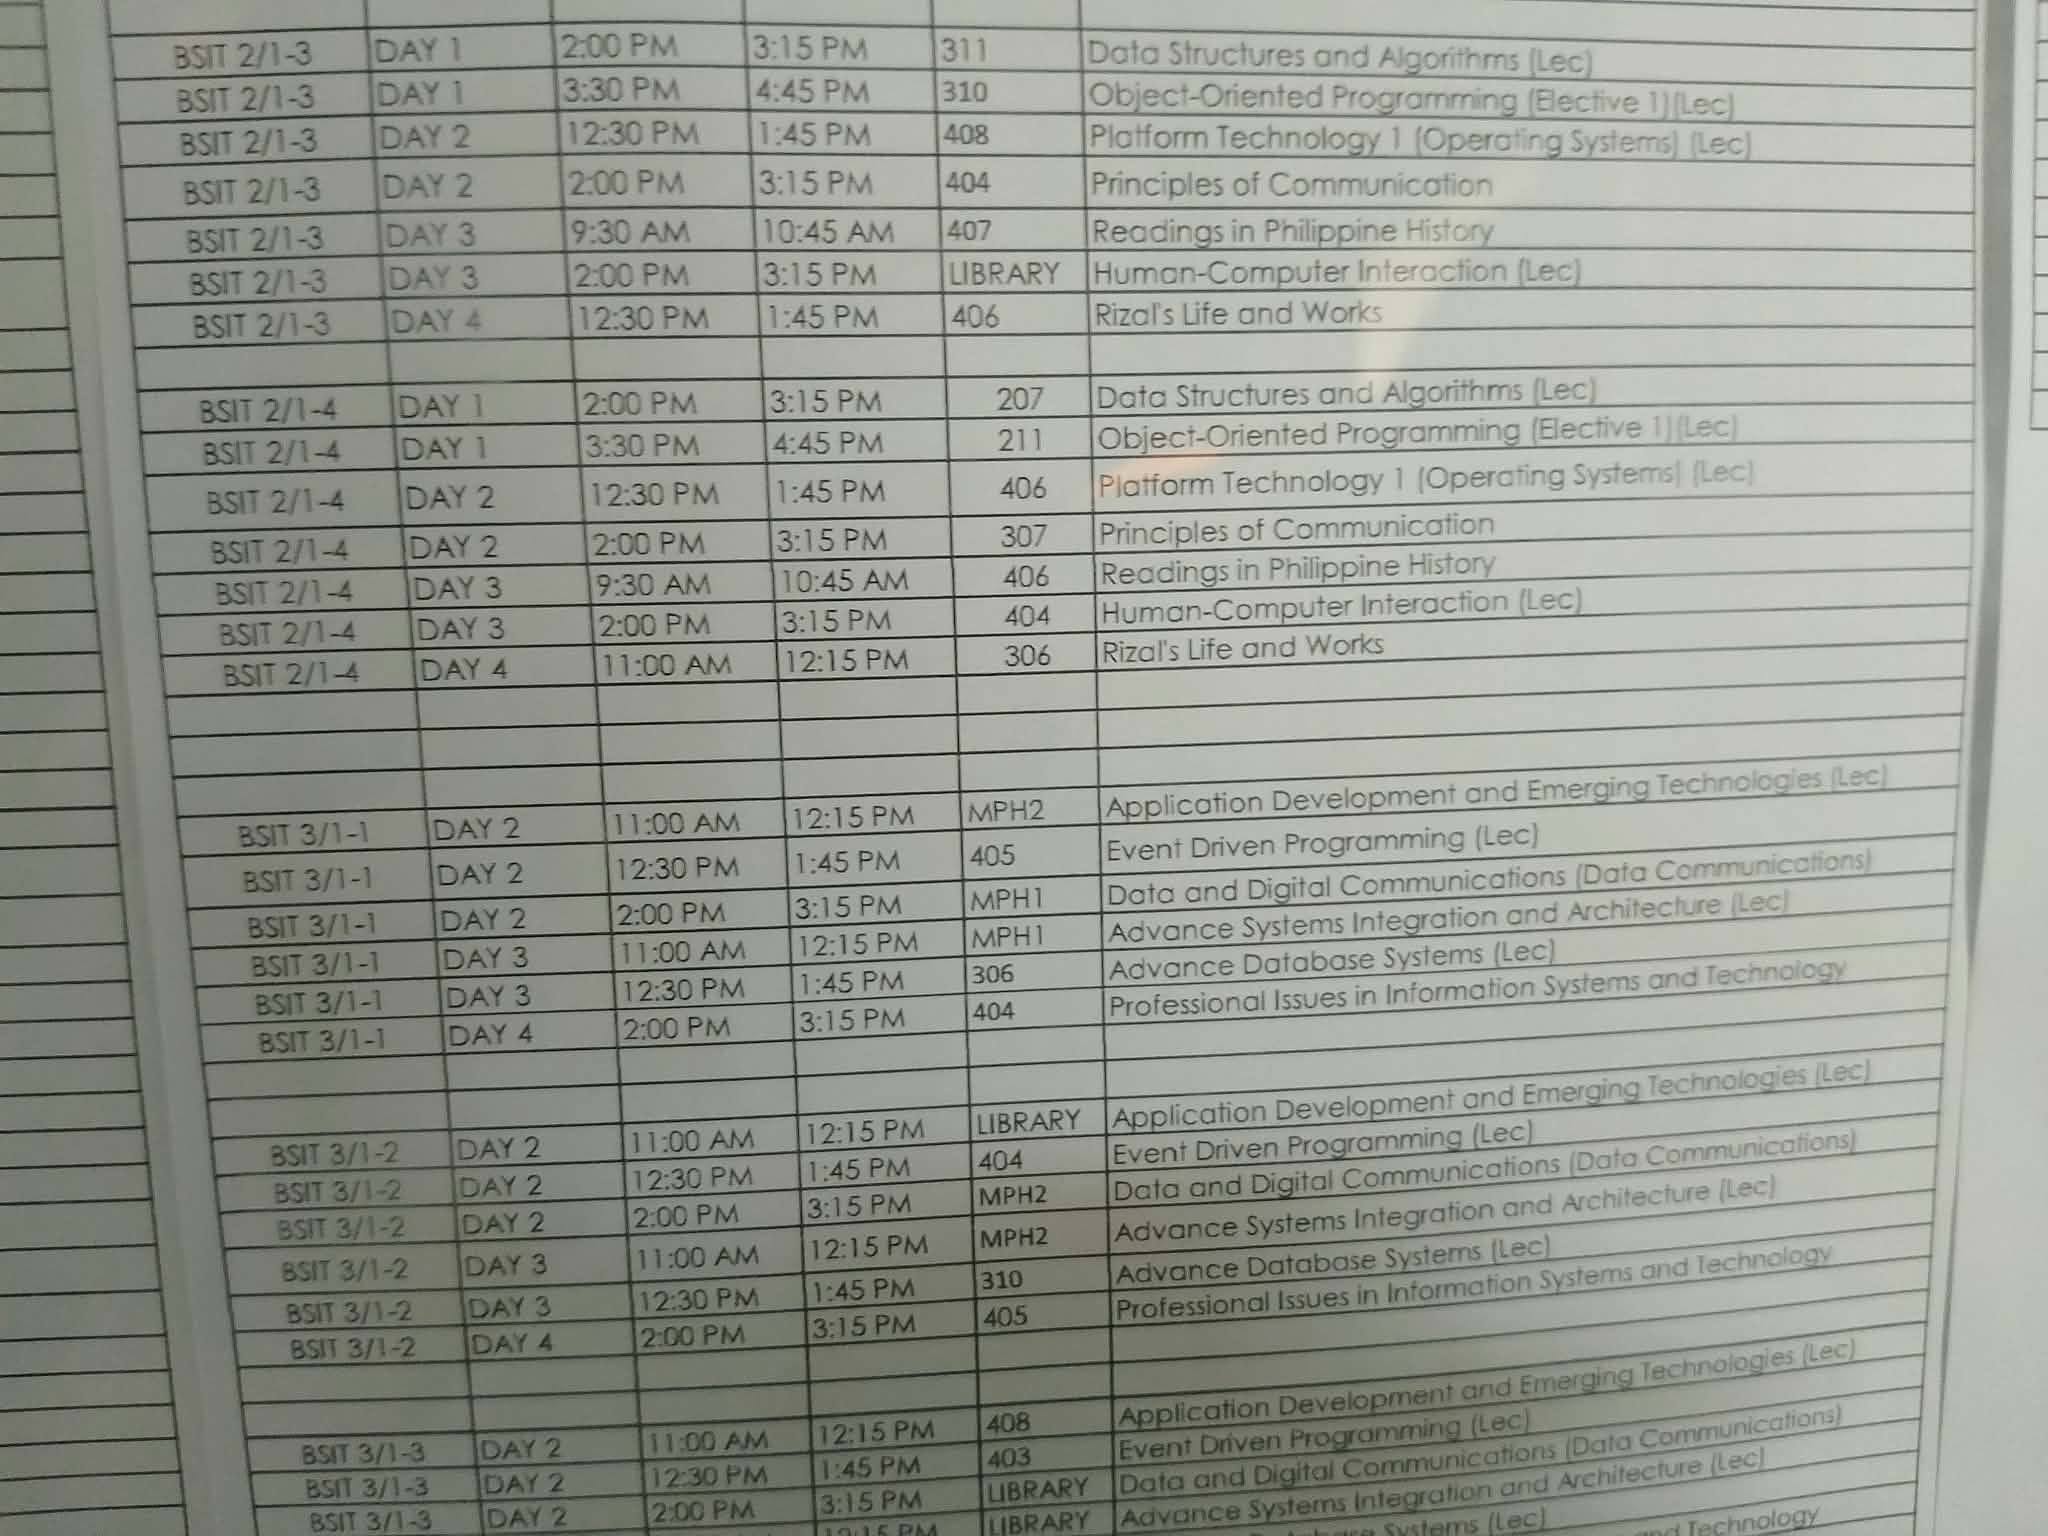 BSIT 2/1-3 DAY 1 2:00 PM 3:15 PM 311 Data Structures and Algorithms (Lec)
BSIT 2/1-3 DAY 1 3:30 PM 4:45 PM 310 Object-Oriented Programming (Elective 1)(Lec)
BSIT 2/1-3 DAY 2 12:30 PM 1:45 PM 408 Platform Technology 1 (Operating Systems) (Lec)
BSIT 2/1-3 DAY 2 2:00 PM 3:15 PM 404 Principles of Communication
BSIT 2/1-3 DAY 3 9:30 AM 10:45 AM 407 Readings in Philippine History
BSIT 2/1-3 DAY 3 2:00 PM 3:15 PM LIBRARY Human-Computer Interaction (Lec)
BSIT 2/1-3 DAY 4 12:30 PM 1:45 PM 406 Rizal's Life and Works
BSIT 2/1-4 DAY 1 2:00 PM 3:15 PM 207 Data Structures and Algorithms (Lec)
BSIT 2/1-4 DAY 1 3:30 PM 4:45 PM 211 Object-Oriented Programming (Elective 1)(Lec)
BSIT 2/1-4 DAY 2 12:30 PM 1:45 PM 406 Platform Technology 1 (Operating Systems) (Lec)
BSIT 2/1-4 DAY 2 2:00 PM 3:15 PM 307 Principles of Communication
BSIT 2/1-4 DAY 3 9:30 AM 10:45 AM 406 Readings in Philippine History
BSIT 2/1-4 DAY 3 2:00 PM 3:15 PM 404 Human-Computer Interaction (Lec)
BSIT 2/1-4 DAY 4 11:00 AM 12:15 PM 306 Rizal's Life and Works
BSIT 3/1-1 DAY 2 11:00 AM 12:15 PM MPH2 Application Development and Emerging Technologies (Lec)
BSIT 3/1-1 DAY 2 12:30 PM 1:45 PM 405 Event Driven Programming (Lec)
BSIT 3/1-1 DAY 2 2:00 PM 3:15 PM MPH1 Data and Digital Communications (Data Communications)
BSIT 3/1-1 DAY 3 11:00 AM 12:15 PM MPH1 Advance Systems Integration and Architecture (Lec)
BSIT 3/1-1 DAY 3 12:30 PM 1:45 PM 306 Advance Database Systems (Lec)
BSIT 3/1-1 DAY 4 2:00 PM 3:15 PM 404 Professional Issues in Information Systems and Technology
BSIT 3/1-2 DAY 2 11:00 AM 12:15 PM LIBRARY Application Development and Emerging Technologies (Lec)
BSIT 3/1-2 DAY 2 12:30 PM 1:45 PM 404 Event Driven Programming (Lec)
BSIT 3/1-2 DAY 2 2:00 PM 3:15 PM MPH2 Data and Digital Communications (Data Communications)
BSIT 3/1-2 DAY 3 11:00 AM 12:15 PM MPH2 Advance Systems Integration and Architecture (Lec)
BSIT 3/1-2 DAY 3 12:30 PM 1:45 PM 310 Advance Database Systems (Lec)
BSIT 3/1-2 DAY 4 2:00 PM 3:15 PM 405 Professional Issues in Information Systems and Technology
BSIT 3/1-3 DAY 2 11:00 AM 12:15 PM 408 Application Development and Emerging Technologies (Lec)
BSIT 3/1-3 DAY 2 12:30 PM 1:45 PM 403 Event Driven Programming (Lec)
BSIT 3/1-3 DAY 2 2:00 PM 3:15 PM LIBRARY Data and Digital Communications (Data Communications)
12:15 PM LIBRARY Advance Systems Integration and Architecture (Lec)
Systems (Lec)
Technology